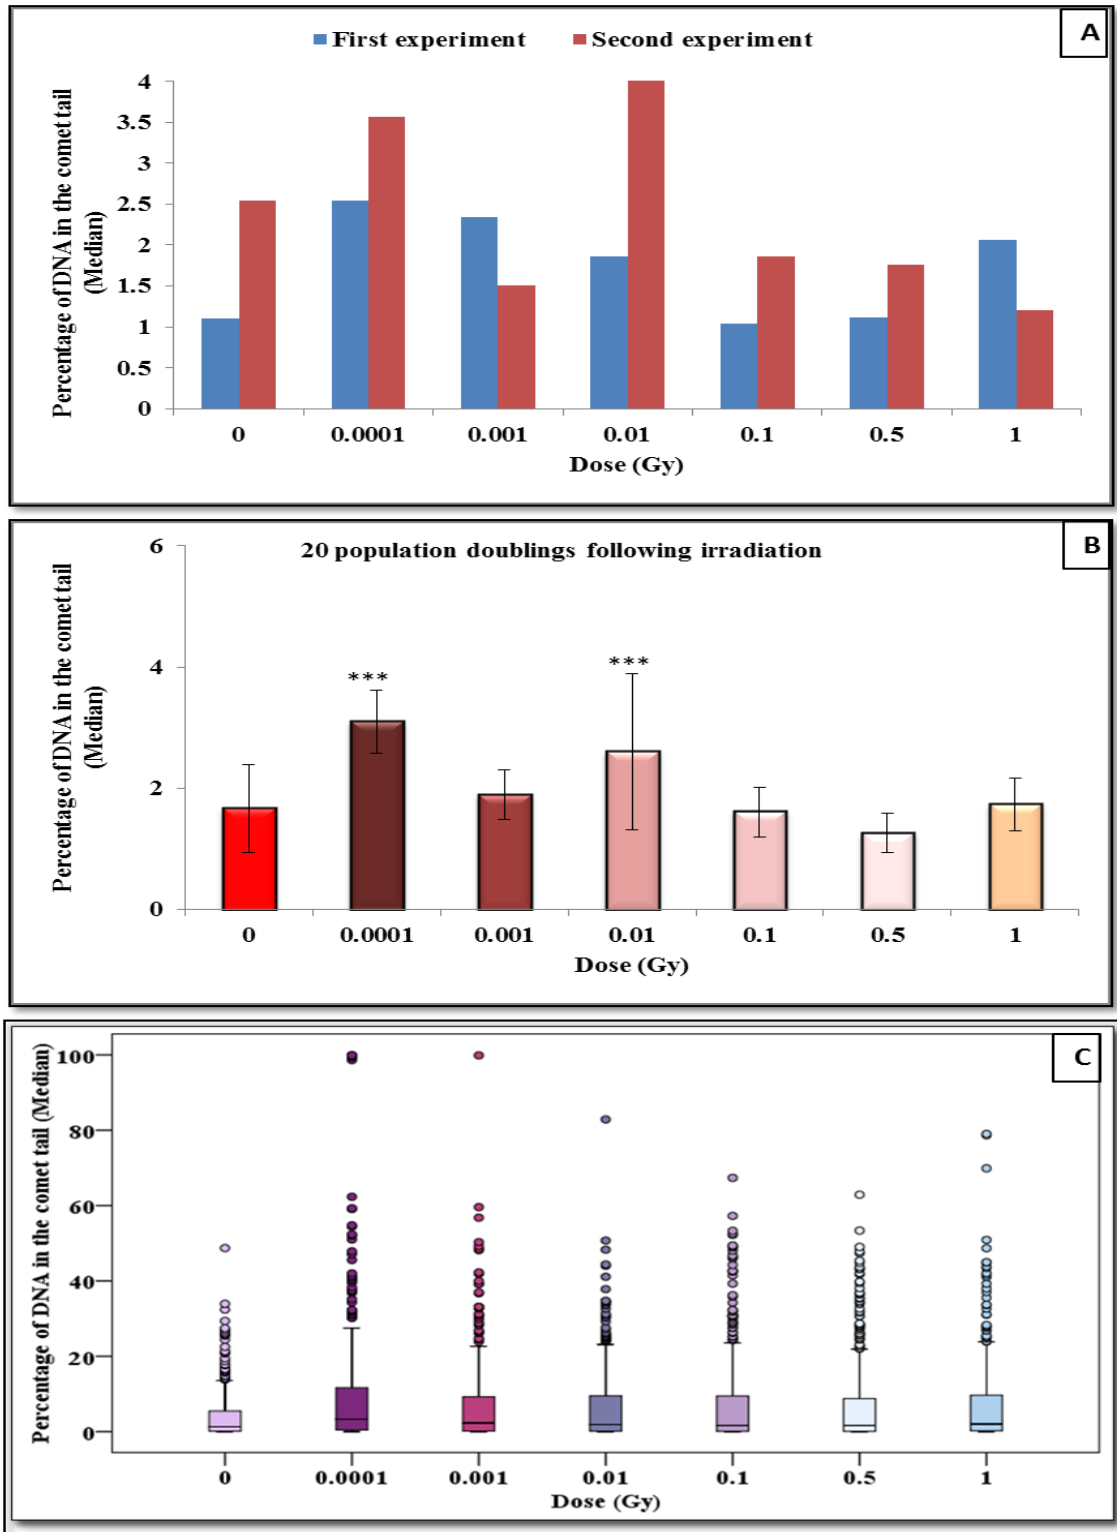 A
First experiment Second experiment
Percentage of DNA in the comet tail
(Median)
4
3.5
3
2.5
2
1.5
1
0.5
0
0 0.0001 0.001 0.01 0.1 0.5 1
Dose (Gy)
B
20 population doublings following irradiation
Percentage of DNA in the comet tail
(Median)
6
4
2
0
*** ***
0 0.0001 0.001 0.01 0.1 0.5 1
Dose (Gy)
C
Percentage of DNA in the comet tail (Median)
100
80
60
40
20
0
0 0.0001 0.001 0.01 0.1 0.5 1
Dose (Gy)